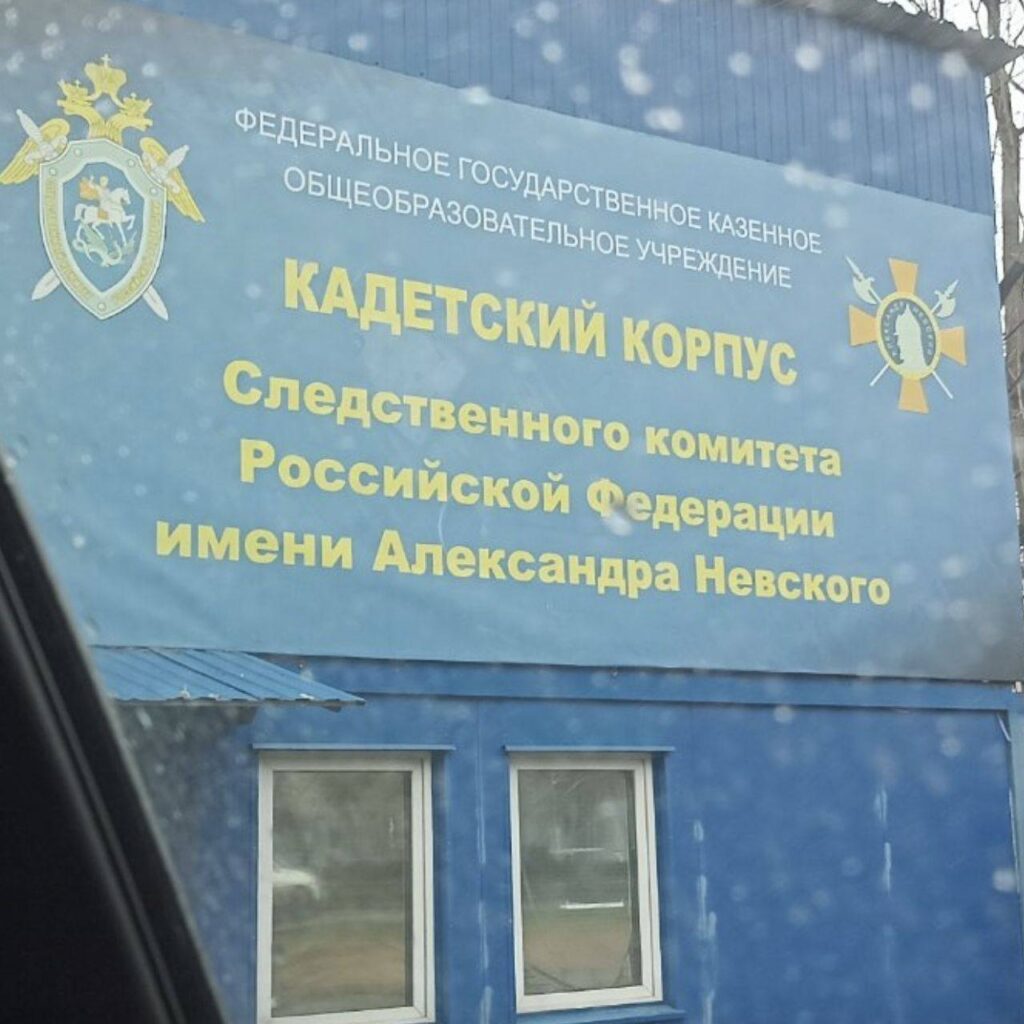 ФЕДЕРАЛЬНОЕ ГОСУДАРСТВЕННОЕ КАЗЕННОЕ
ОБЩЕОБРАЗОВАТЕЛЬНОЕ УЧРЕЖДЕНИЕ
КАДЕТСКИЙ КОРПУС
Следственного комитета
Российской Федерации
имени Александра Невского